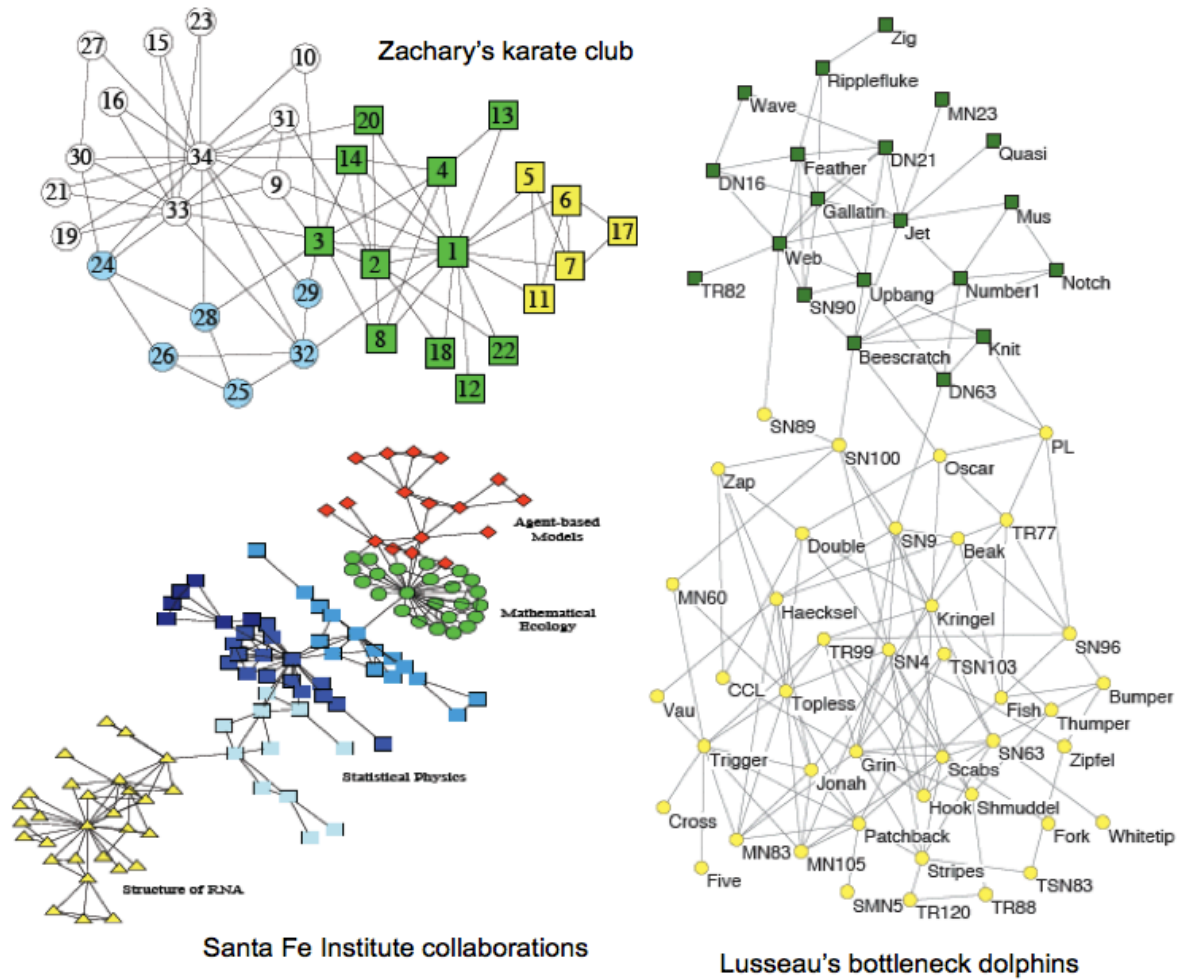 Zachary's karate club
23
27
15
10
16
31
20
13
30
34
14
4
5
6
21
9
17
19
33
3
2
1
7
24
29
11
28
8
18
22
26
32
12
25
Agent-based
Models
Mathematical
Ecology
Statistical Physics
Structure of RNA
Santa Fe Institute collaborations
Zig
Ripplefluke
Wave
MN23
DN21
Quasi
Feather
DN16
Gallatin
Mus
Jet
Web
TR82
SN90
Upbang
Number1
Notch
Beescratch
Knit
DN63
SN89
PL
SN100
Oscar
Zap
SN9
TR77
Double
Beak
MN60
Haecksel
Kringel
TR99
SN4
TSN103
SN96
CCL
Topless
Bumper
Vau
Fish
Thumper
Trigger
Grin
SN63
Zipfel
Jonah
Scabs
Hook
Shmuddel
Cross
Patchback
Fork
Whitetip
MN83
MN105
Five
Stripes
TSN83
SMN5
TR120
TR88
Lusseau's bottleneck dolphins